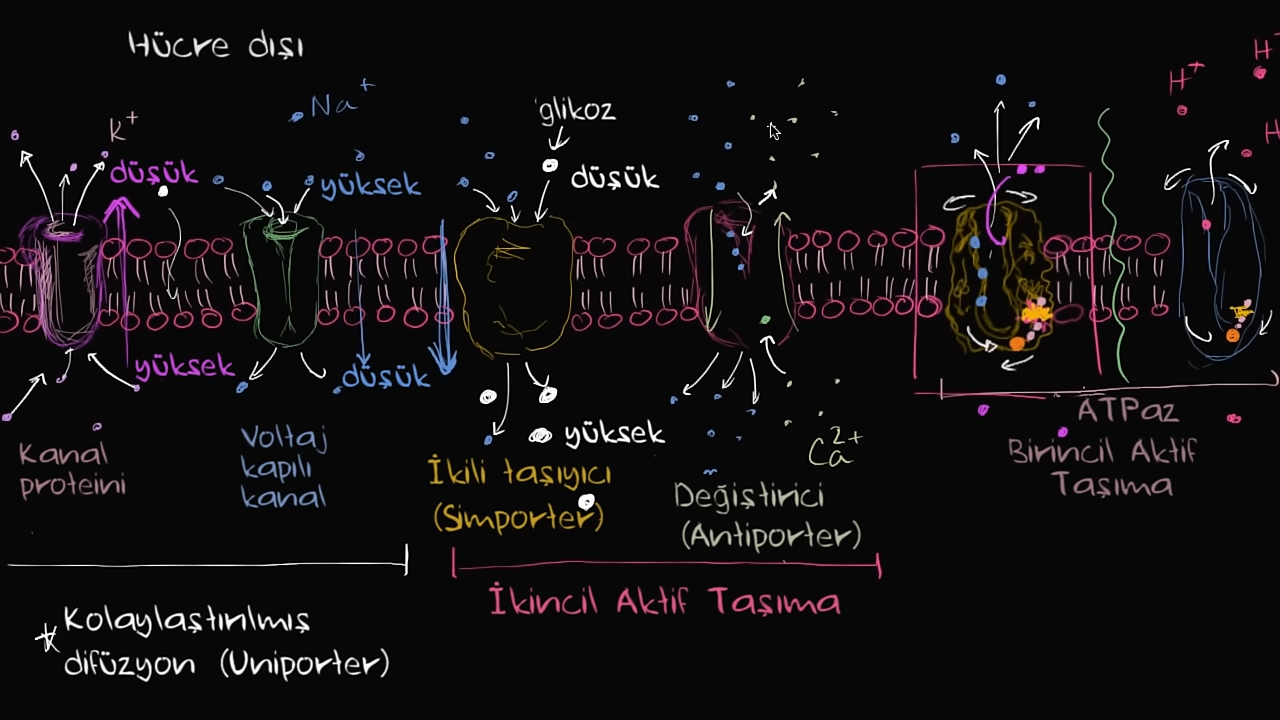 Hücre dışı
K+
düşük
yüksek
Kanal
proteini
Na+
yüksek
düşük
Voltaj
kapılı
kanal
Kolaylaştırılmış
difüzyon (Uniporter)
glikoz
düşük
yüksek
İkili taşıyıcı
(Simporter)
Ca2+
Değiştirici
(Antiporter)
İkincil Aktif Taşıma
H+
H+
H
ATPaz
Birincil Aktif
Taşıma